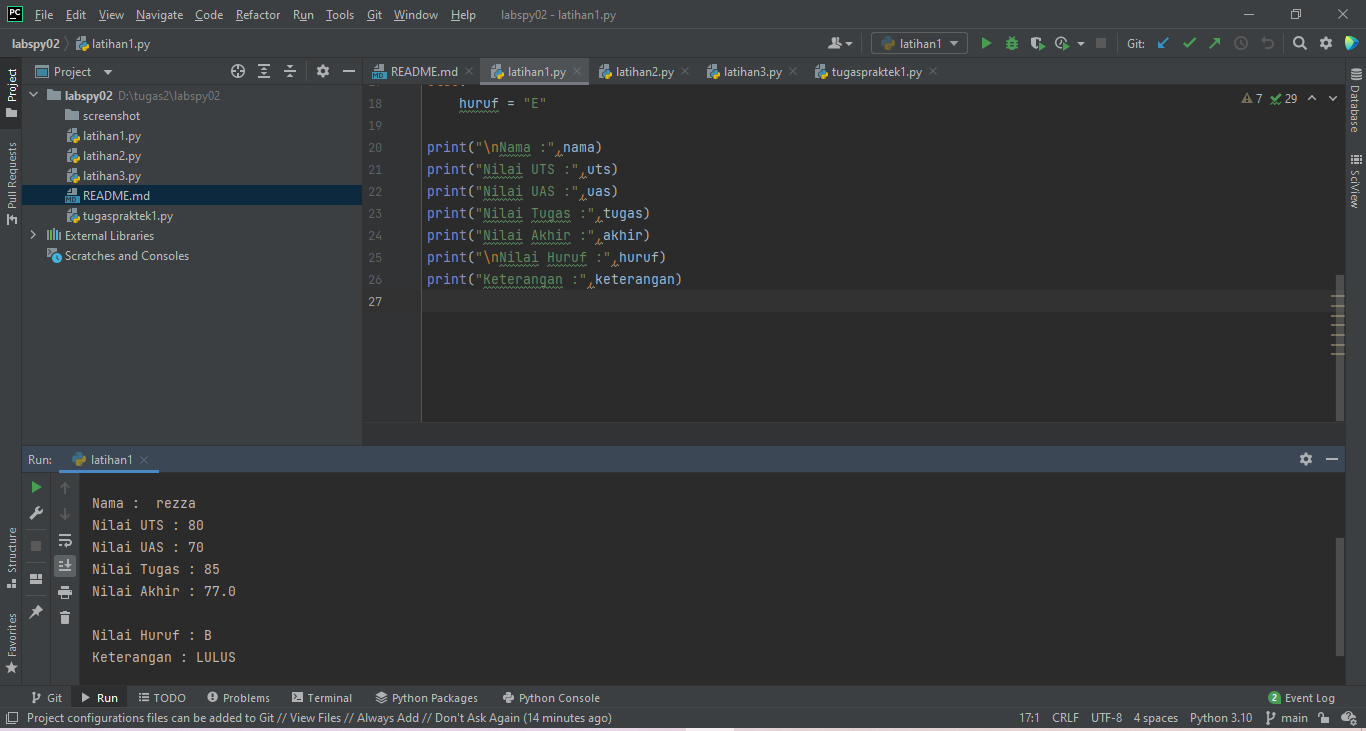 PC File Edit View Navigate Code Refactor Run Tools Git Window Help labspy02 - latihan1.py
labspy02 latihan1.py latihan1 Git:
Project
README.md latihan1.py latihan2.py latihan3.py tugaspraktek1.py
Project
Pull Requests
Structure
Favorites
labspy02 D:\tugas2\labspy02
screenshot
latihan1.py
latihan2.py
latihan3.py
README.md
tugaspraktek1.py
External Libraries
Scratches and Consoles
18 huruf = "E"
19
20 print("\nNama :",nama)
21 print("Nilai UTS :",uts)
22 print("Nilai UAS :",uas)
23 print("Nilai Tugas :",tugas)
24 print("Nilai Akhir :",akhir)
25 print("\nNilai Huruf :",huruf)
26 print("Keterangan :",keterangan)
27
7 29
Database
SciView
Run: latihan1
Nama :  rezza
Nilai UTS : 80
Nilai UAS : 70
Nilai Tugas : 85
Nilai Akhir : 77.0
Nilai Huruf : B
Keterangan : LULUS
Git Run TODO Problems Terminal Python Packages Python Console 2 Event Log
Project configurations files can be added to Git // View Files // Always Add // Don't Ask Again (14 minutes ago) 17:1 CRLF UTF-8 4 spaces Python 3.10 main